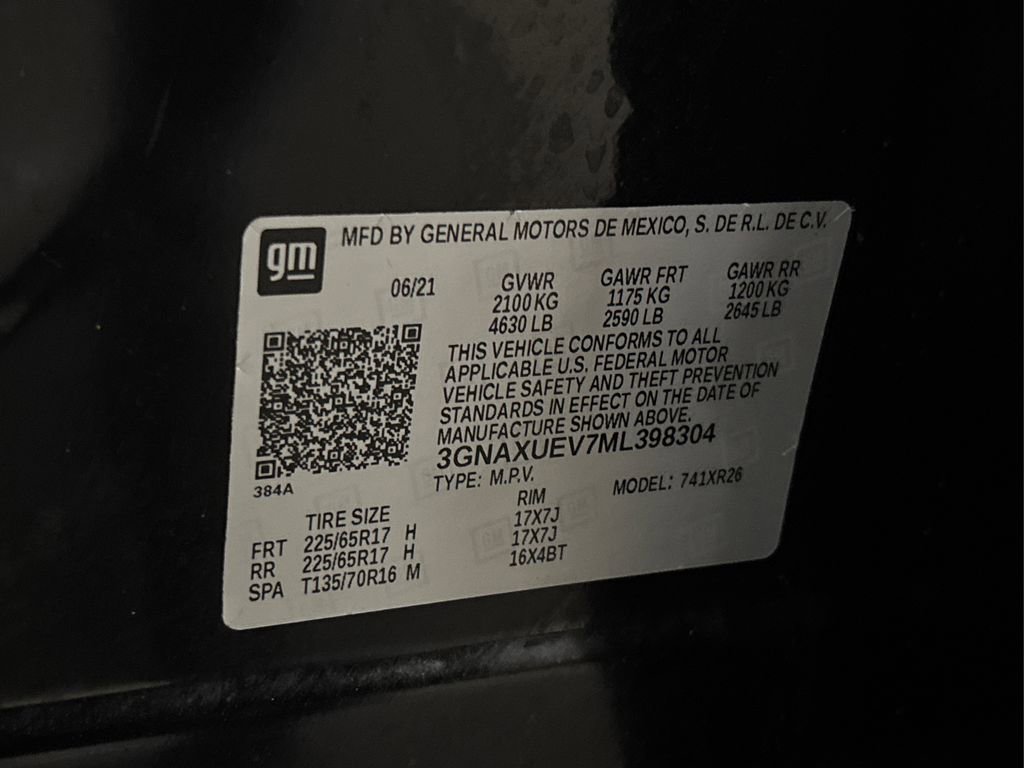 gm
MFD BY GENERAL MOTORS DE MEXICO, S. DE R.L. DE C.V.
06/21 GVWR GAWR FRT GAWR RR
2100 KG 1175 KG 1200 KG
4630 LB 2590 LB 2645 LB
THIS VEHICLE CONFORMS TO ALL
APPLICABLE U.S. FEDERAL MOTOR
VEHICLE SAFETY AND THEFT PREVENTION
STANDARDS IN EFFECT ON THE DATE OF
MANUFACTURE SHOWN ABOVE.
3GNAXUEV7ML398304
TYPE: M.P.V. MODEL: 741XR26
384A
TIRE SIZE RIM
FRT 225/65R17 H 17X7J
RR 225/65R17 H 17X7J
SPA T135/70R16 M 16X4BT